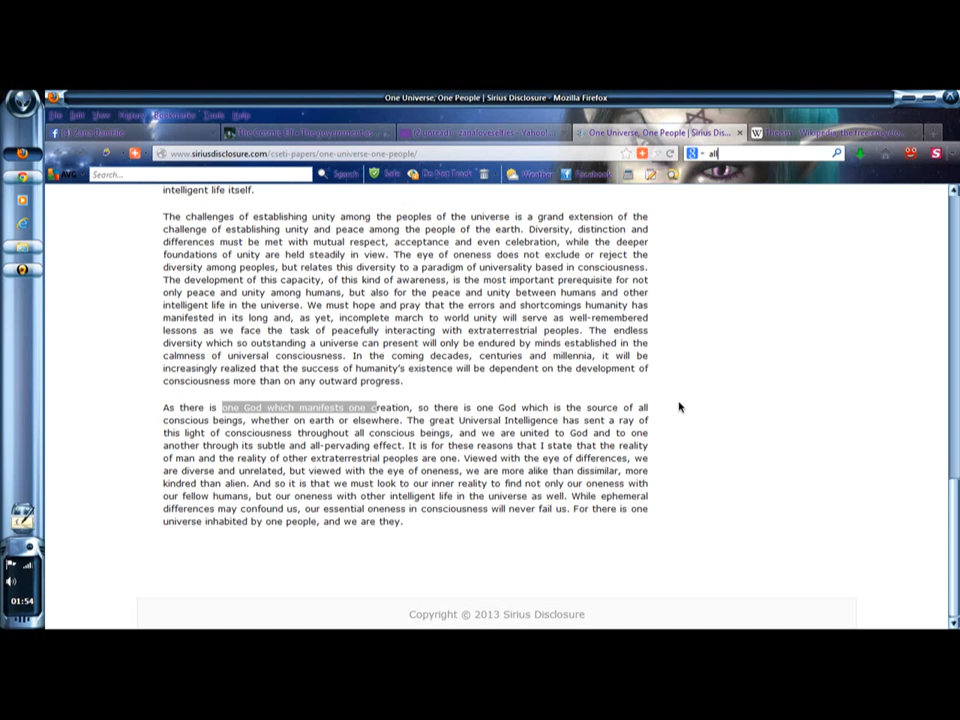 One Universe, One People | Sirius Disclosure - Mozilla Firefox
File Edit View History Bookmarks Tools Help
One Universe, One People | Sirius Dis...
www.siriusdisclosure.com/cseti-papers/one-universe-one-people/
all
AVG Search... Search Safe Do Not Track Weather Facebook
intelligent life itself.
The challenges of establishing unity among the peoples of the universe is a grand extension of the
challenge of establishing unity and peace among the people of the earth. Diversity, distinction and
differences must be met with mutual respect, acceptance and even celebration, while the deeper
foundations of unity are held steadily in view. The eye of oneness does not exclude or reject the
diversity among peoples, but relates this diversity to a paradigm of universality based in consciousness.
The development of this capacity, of this kind of awareness, is the most important prerequisite for not
only peace and unity among humans, but also for the peace and unity between humans and other
intelligent life in the universe. We must hope and pray that the errors and shortcomings humanity has
manifested in its long and, as yet, incomplete march to world unity will serve as well-remembered
lessons as we face the task of peacefully interacting with extraterrestrial peoples. The endless
diversity which so outstanding a universe can present will only be endured by minds established in the
calmness of universal consciousness. In the coming decades, centuries and millennia, it will be
increasingly realized that the success of humanity's existence will be dependent on the development of
consciousness more than on any outward progress.
As there is one God which manifests one creation, so there is one God which is the source of all
conscious beings, whether on earth or elsewhere. The great Universal Intelligence has sent a ray of
this light of consciousness throughout all conscious beings, and we are united to God and to one
another through its subtle and all-pervading effect. It is for these reasons that I state that the reality
of man and the reality of other extraterrestrial peoples are one. Viewed with the eye of differences, we
are diverse and unrelated, but viewed with the eye of oneness, we are more alike than dissimilar, more
kindred than alien. And so it is that we must look to our inner reality to find not only our oneness with
our fellow humans, but our oneness with other intelligent life in the universe as well. While ephemeral
differences may confound us, our essential oneness in consciousness will never fail us. For there is one
universe inhabited by one people, and we are they.
01:54
Copyright © 2013 Sirius Disclosure